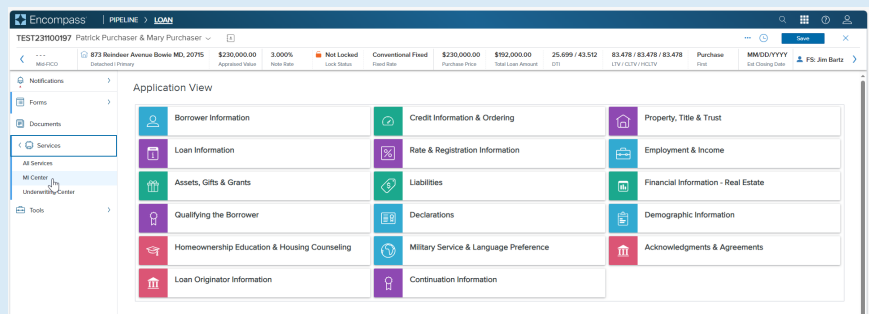 Encompass PIPELINE > LOAN
TEST231100197 Patrick Purchaser & Mary Purchaser
Save
--- 873 Reindeer Avenue Bowie MD, 20715 $230,000.00 3.000% Not Locked Conventional Fixed $230,000.00 $192,000.00 25.699 / 43.512 83.478 / 83.478 / 83.478 Purchase MM/DD/YYYY FS: Jim Bartz
Mid-FICO Detached | Primary Appraised Value Note Rate Lock Status Fixed Rate Purchase Price Total Loan Amount DTI LTV / CLTV / HCLTV First Est Closing Date
Notifications
Forms
Documents
Services
All Services
MI Center
Underwriting Center
Tools
Application View
Borrower Information
Credit Information & Ordering
Property, Title & Trust
Loan Information
Rate & Registration Information
Employment & Income
Assets, Gifts & Grants
Liabilities
Financial Information - Real Estate
Qualifying the Borrower
Declarations
Demographic Information
Homeownership Education & Housing Counseling
Military Service & Language Preference
Acknowledgments & Agreements
Loan Originator Information
Continuation Information